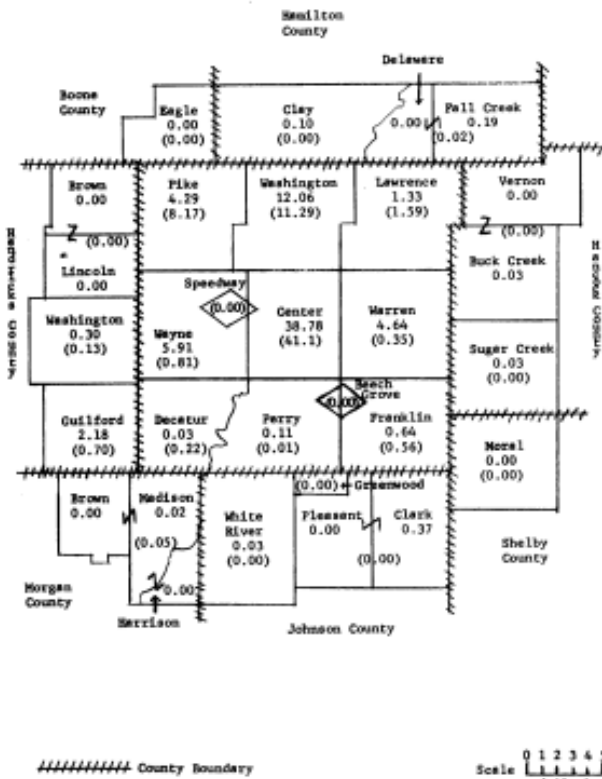 Hamilton
County
Delaware
Boone
County
Eagle
0.00
(0.00)
Clay
0.10
(0.00)
0.00
Fall Creek
0.19
(0.02)
Brown
0.00
Pike
4.29
(8.17)
Washington
12.06
(11.29)
Lawrence
1.33
(1.59)
Vernon
0.00
(0.00)
(0.00)
Lincoln
0.00
Buck Creek
0.03
Speedway
(0.00)
Washington
0.30
(0.13)
Wayne
5.91
(0.81)
Center
38.78
(41.1)
Warren
4.64
(0.35)
Sugar Creek
0.03
(0.00)
Beech
Grove
(0.00)
Guilford
2.18
(0.70)
Decatur
0.03
(0.22)
Perry
0.11
(0.01)
Franklin
0.64
(0.56)
Moral
0.00
(0.00)
(0.00) Greenwood
Brown
0.00
Madison
0.02
(0.05)
White
River
0.03
(0.00)
Pleasant
0.00
Clark
0.37
(0.00)
Shelby
County
Morgan
County
0.00
Harrison
Johnson County
County Boundary
Scale 0 1 2 3 4